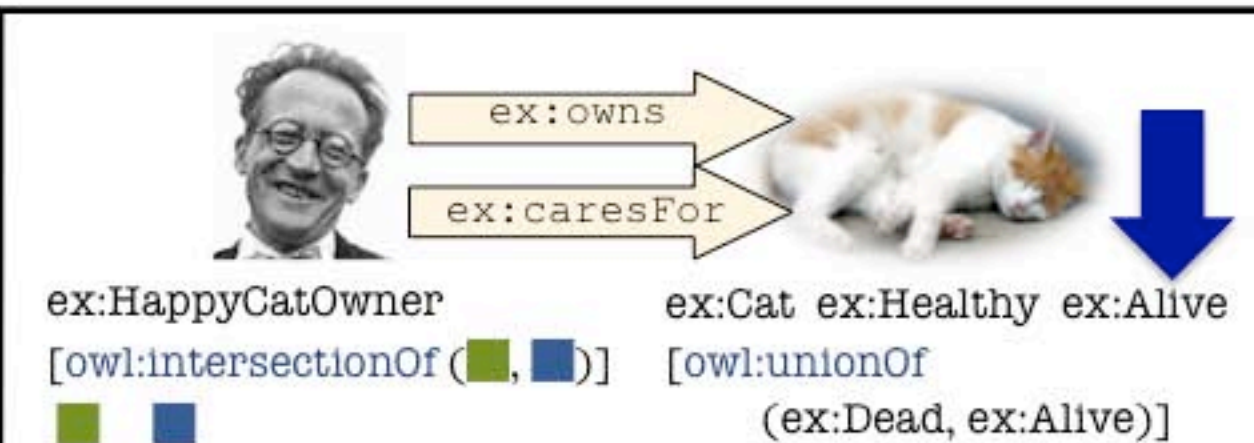 ex:owns
ex:caresFor
ex:HappyCatOwner
[owl:intersectionOf ( , )]
ex:Cat ex:Healthy ex:Alive
[owl:unionOf
(ex:Dead, ex:Alive)]